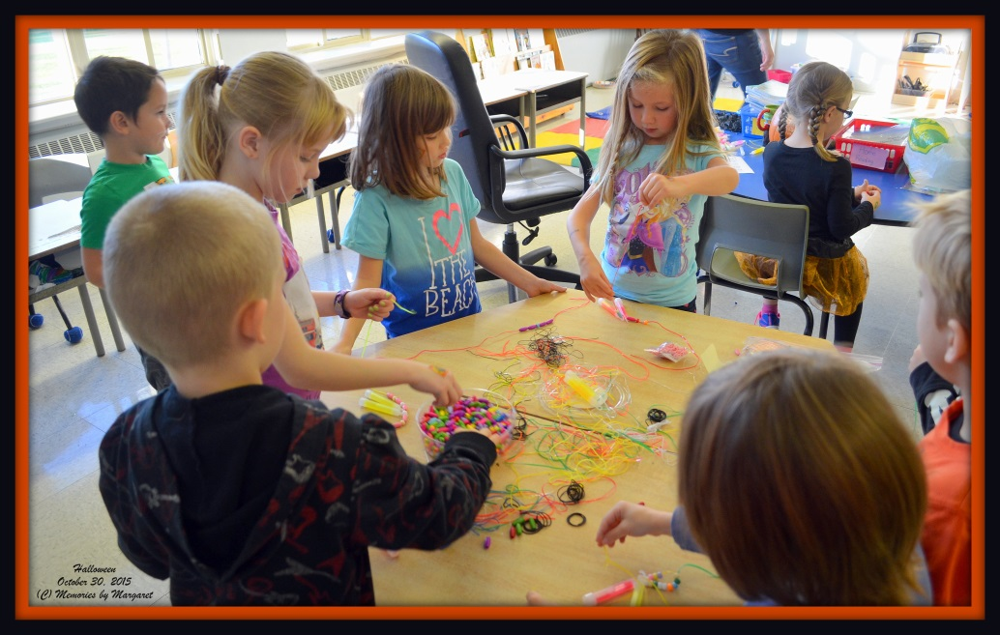 I
THE
BEACH
Halloween
October 30, 2015
(C) Memories by Margaret